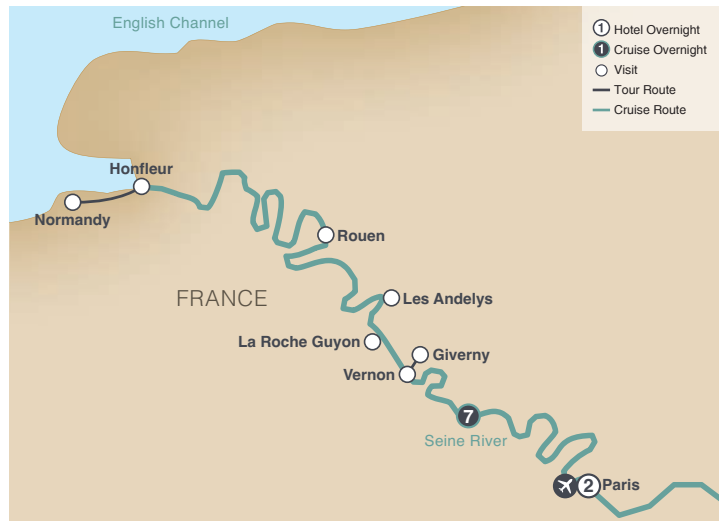 English Channel
1 Hotel Overnight
1 Cruise Overnight
Visit
Tour Route
Cruise Route
Honfleur
Normandy
Rouen
FRANCE
Les Andelys
La Roche Guyon
Giverny
Vernon
7
Seine River
2 Paris